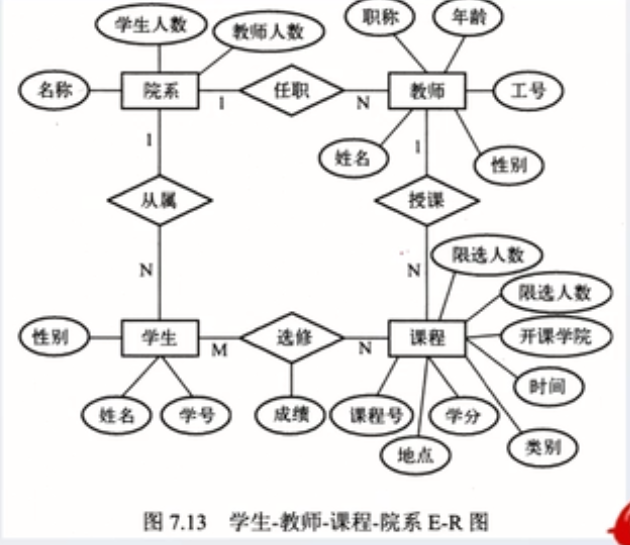 学生人数
教师人数
职称
年龄
名称
院系
1
任职
N
教师
工号
姓名
1
性别
1
从属
授课
N
N
限选人数
限选人数
性别
学生
M
选修
N
课程
开课学院
时间
姓名
学号
成绩
课程号
学分
地点
类别
图 7.13 学生-教师-课程-院系 E-R 图